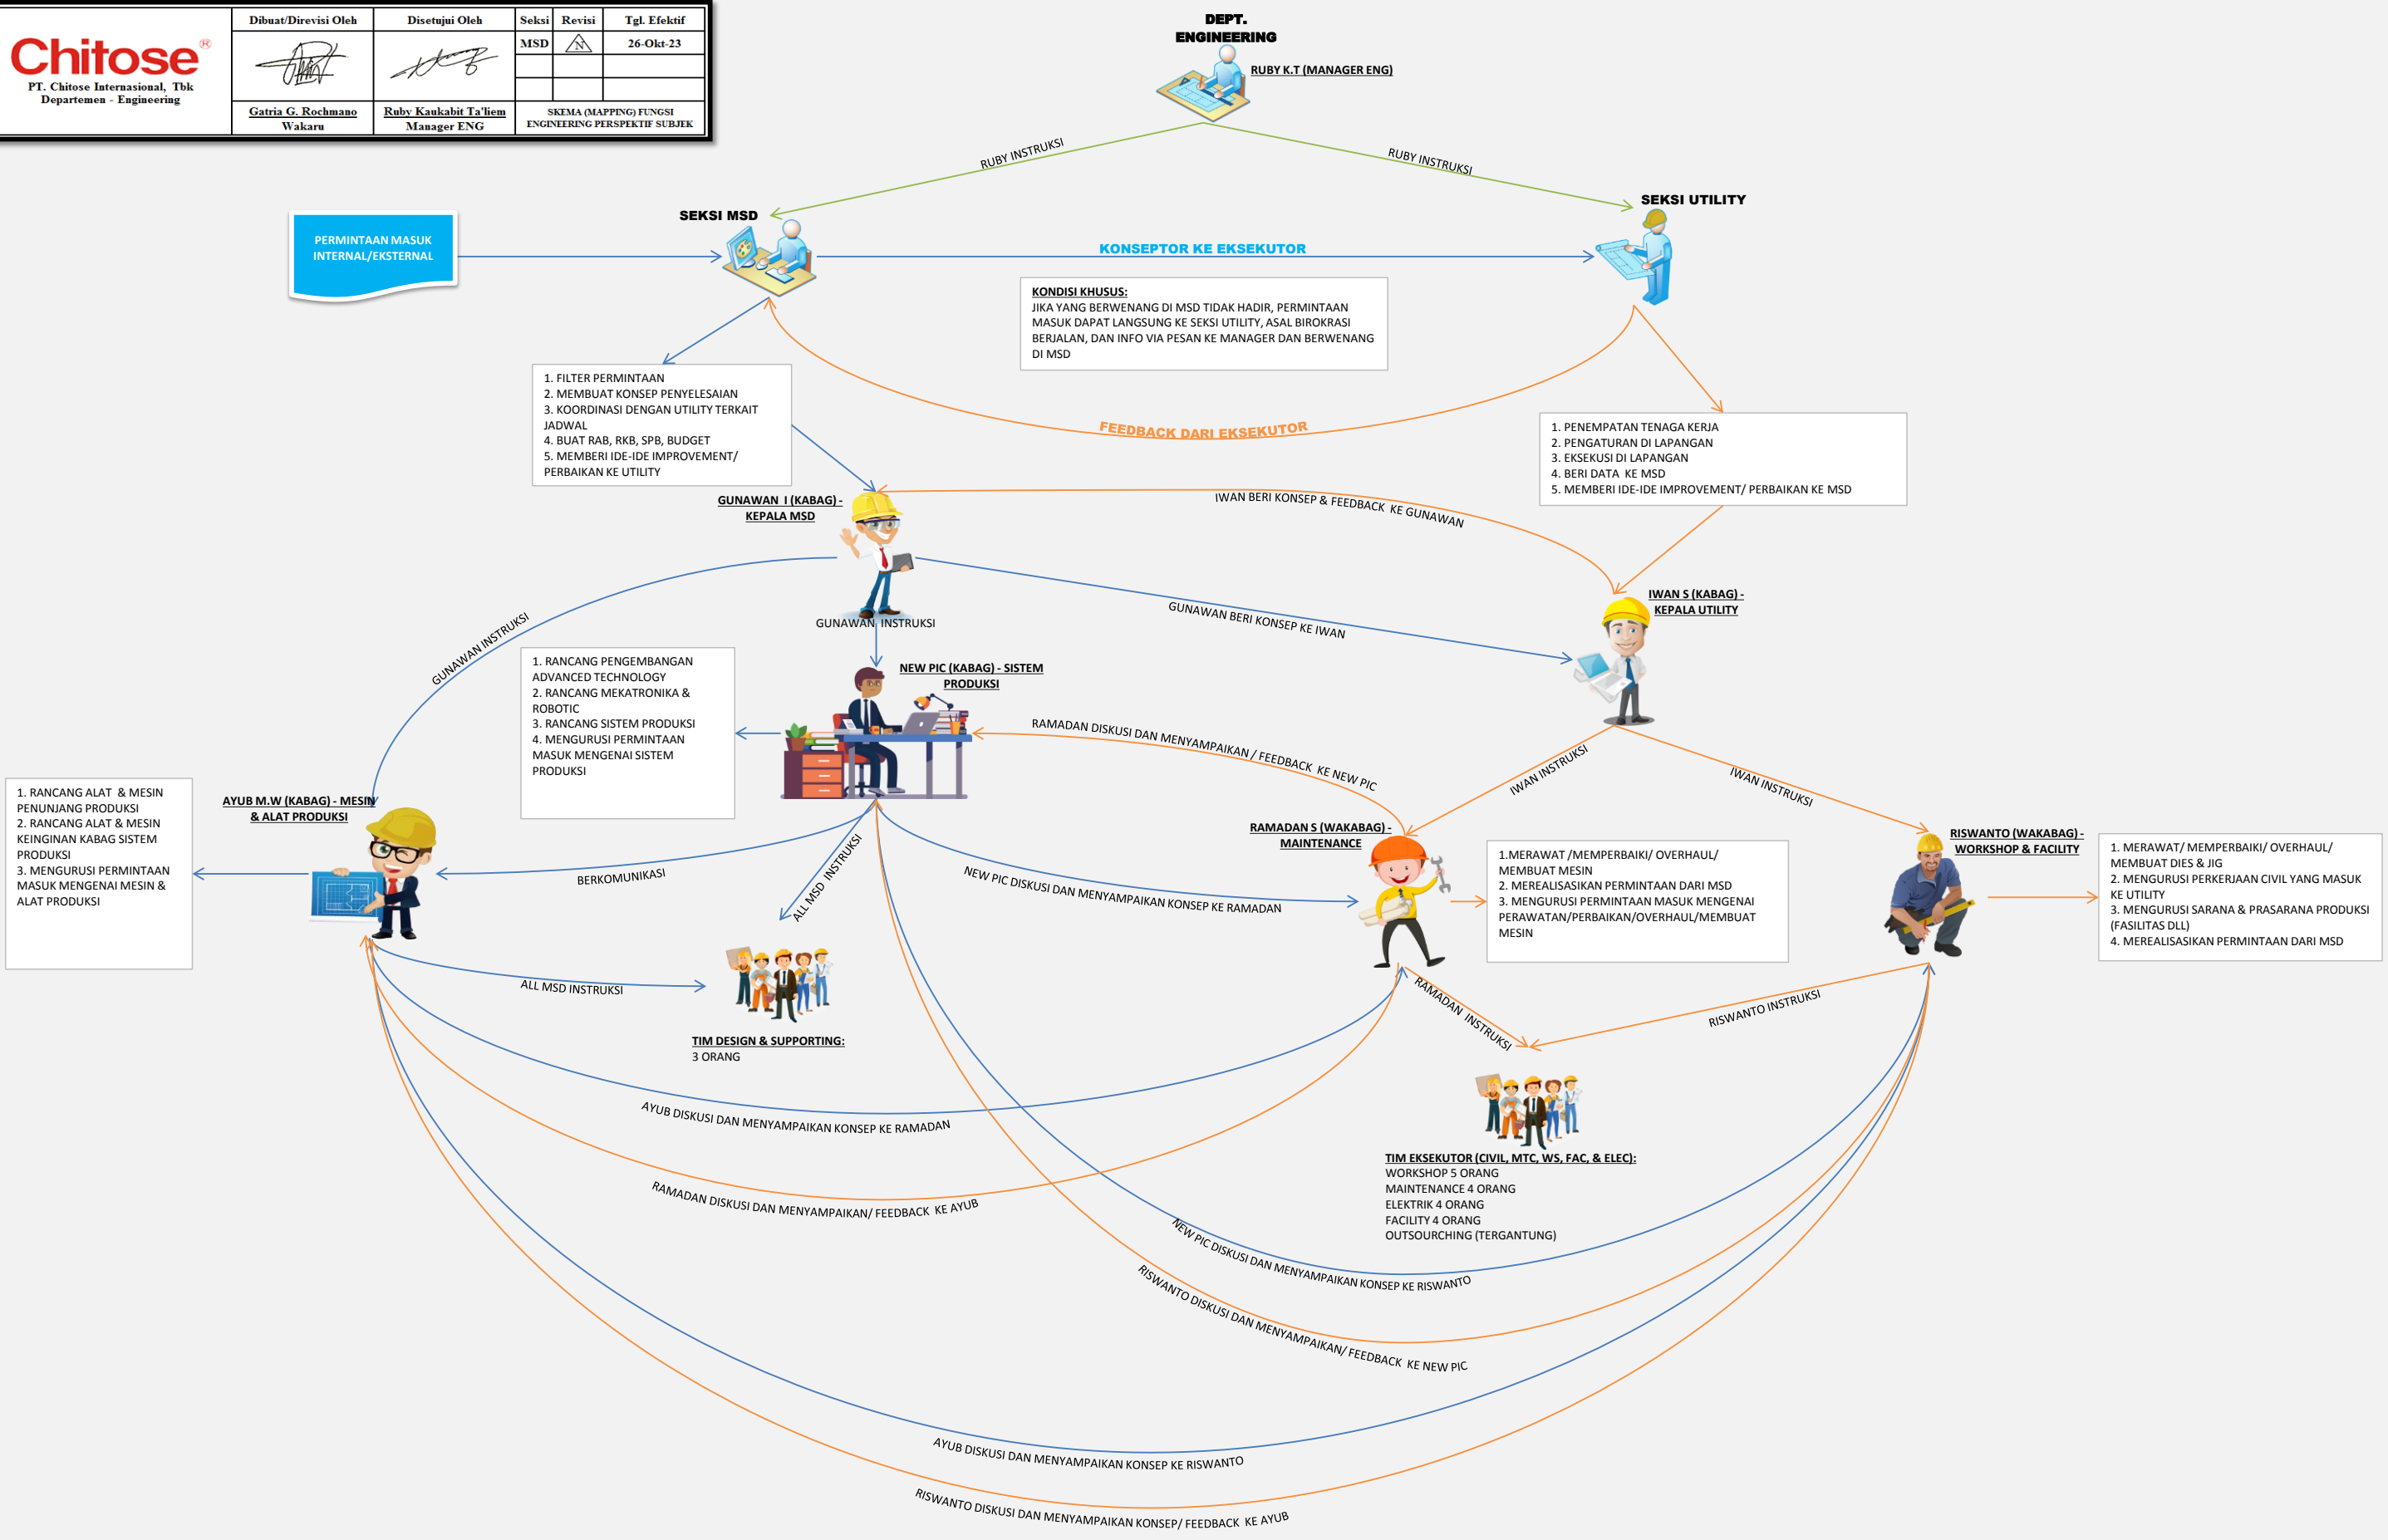 Chitose®
PT. Chitose Internasional, Tbk
Departemen - Engineering
Dibuat/Direvisi Oleh
Disetujui Oleh
Seksi
Revisi
Tgl. Efektif
MSD
N
26-Okt-23
Gatria G. Rochmano
Wakaru
Ruby Kaukabit Ta'liem
Manager ENG
SKEMA (MAPPING) FUNGSI
ENGINEERING PERSPEKTIF SUBJEK
DEPT.
ENGINEERING
RUBY K.T (MANAGER ENG)
RUBY INSTRUKSI
RUBY INSTRUKSI
PERMINTAAN MASUK
INTERNAL/EKSTERNAL
SEKSI MSD
SEKSI UTILITY
KONSEPTOR KE EKSEKUTOR
KONDISI KHUSUS:
JIKA YANG BERWENANG DI MSD TIDAK HADIR, PERMINTAAN
MASUK DAPAT LANGSUNG KE SEKSI UTILITY, ASAL BIROKRASI
BERJALAN, DAN INFO VIA PESAN KE MANAGER DAN BERWENANG
DI MSD
1. FILTER PERMINTAAN
2. MEMBUAT KONSEP PENYELESAIAN
3. KOORDINASI DENGAN UTILITY TERKAIT
JADWAL
4. BUAT RAB, RKB, SPB, BUDGET
5. MEMBERI IDE-IDE IMPROVEMENT/
PERBAIKAN KE UTILITY
FEEDBACK DARI EKSEKUTOR
1. PENEMPATAN TENAGA KERJA
2. PENGATURAN DI LAPANGAN
3. EKSEKUSI DI LAPANGAN
4. BERI DATA  KE MSD
5. MEMBERI IDE-IDE IMPROVEMENT/ PERBAIKAN KE MSD
GUNAWAN  I (KABAG) -
KEPALA MSD
IWAN BERI KONSEP & FEEDBACK  KE GUNAWAN
IWAN S (KABAG) -
KEPALA UTILITY
GUNAWAN BERI KONSEP KE IWAN
GUNAWAN INSTRUKSI
GUNAWAN  INSTRUKSI
1. RANCANG PENGEMBANGAN
ADVANCED TECHNOLOGY
2. RANCANG MEKATRONIKA &
ROBOTIC
3. RANCANG SISTEM PRODUKSI
4. MENGURUSI PERMINTAAN
MASUK MENGENAI SISTEM
PRODUKSI
NEW PIC (KABAG) - SISTEM
PRODUKSI
RAMADAN DISKUSI DAN MENYAMPAIKAN / FEEDBACK  KE NEW PIC
IWAN INSTRUKSI
IWAN INSTRUKSI
1. RANCANG ALAT  & MESIN
PENUNJANG PRODUKSI
2. RANCANG ALAT & MESIN
KEINGINAN KABAG SISTEM
PRODUKSI
3. MENGURUSI PERMINTAAN
MASUK MENGENAI MESIN &
ALAT PRODUKSI
AYUB M.W (KABAG) - MESIN
& ALAT PRODUKSI
BERKOMUNIKASI
ALL MSD INSTRUKSI
NEW PIC DISKUSI DAN MENYAMPAIKAN KONSEP KE RAMADAN
RAMADAN S (WAKABAG) -
MAINTENANCE
1.MERAWAT /MEMPERBAIKI/ OVERHAUL/
MEMBUAT MESIN
2. MEREALISASIKAN PERMINTAAN DARI MSD
3. MENGURUSI PERMINTAAN MASUK MENGENAI
PERAWATAN/PERBAIKAN/OVERHAUL/MEMBUAT
MESIN
RISWANTO (WAKABAG) -
WORKSHOP & FACILITY
1. MERAWAT/ MEMPERBAIKI/ OVERHAUL/
MEMBUAT DIES & JIG
2. MENGURUSI PERKERJAAN CIVIL YANG MASUK
KE UTILITY
3. MENGURUSI SARANA & PRASARANA PRODUKSI
(FASILITAS DLL)
4. MEREALISASIKAN PERMINTAAN DARI MSD
ALL MSD INSTRUKSI
RAMADAN  INSTRUKSI
RISWANTO INSTRUKSI
TIM DESIGN & SUPPORTING:
3 ORANG
AYUB DISKUSI DAN MENYAMPAIKAN KONSEP KE RAMADAN
RAMADAN DISKUSI DAN MENYAMPAIKAN/ FEEDBACK  KE AYUB
TIM EKSEKUTOR (CIVIL, MTC, WS, FAC, & ELEC):
WORKSHOP 5 ORANG
MAINTENANCE 4 ORANG
ELEKTRIK 4 ORANG
FACILITY 4 ORANG
OUTSOURCHING (TERGANTUNG)
NEW PIC DISKUSI DAN MENYAMPAIKAN KONSEP KE RISWANTO
RISWANTO DISKUSI DAN MENYAMPAIKAN/ FEEDBACK  KE NEW PIC
AYUB DISKUSI DAN MENYAMPAIKAN KONSEP KE RISWANTO
RISWANTO DISKUSI DAN MENYAMPAIKAN KONSEP/ FEEDBACK  KE AYUB